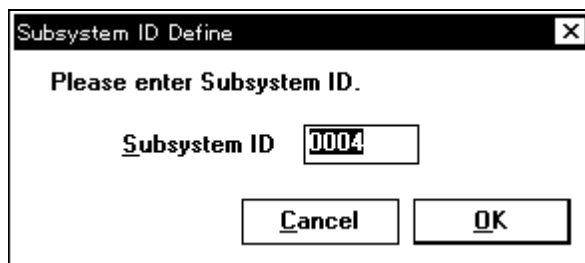 Subsystem ID Define
Please enter Subsystem ID.
Subsystem ID 0004
Cancel OK